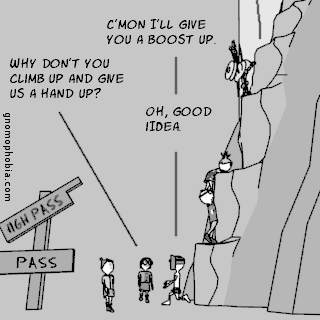 C'MON I'LL GIVE
YOU A BOOST UP.
WHY DON'T YOU
CLIMB UP AND GIVE
US A HAND UP?
OH, GOOD
IIDEA.
gnomophobia.com
HIGH PASS
PASS